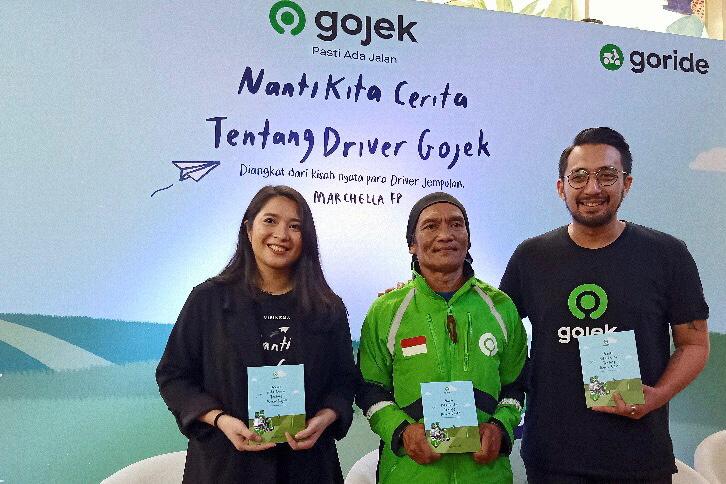 gojek
Pasti Ada Jalan
goride
Nanti Kita Cerita
Tentang Driver Gojek
Diangkat dari kisah nyata para Driver Jempolan.
MARCHELLA FP
gojek